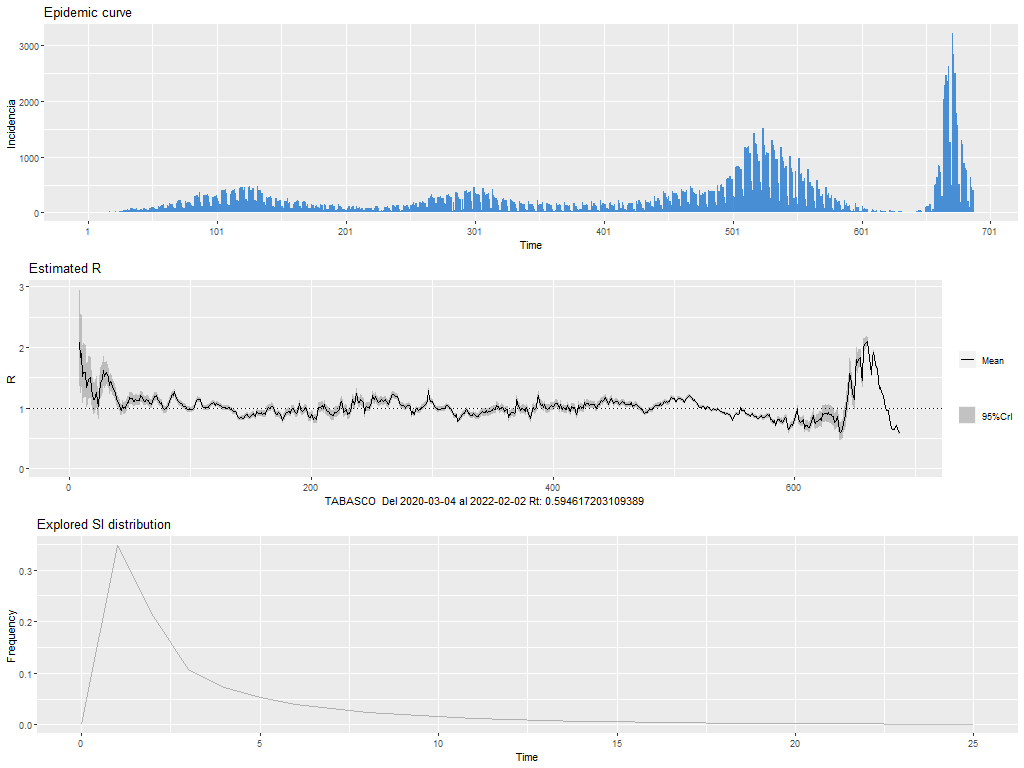 Epidemic curve
Incidencia
3000
2000
1000
0
1 101 201 301 401 501 601 701
Time
Estimated R
R
3
2
1
0
Mean
95%CrI
0 200 400 600
TABASCO Del 2020-03-04 al 2022-02-02 Rt: 0.594617203109389
Explored SI distribution
Frequency
0.3
0.2
0.1
0.0
0 5 10 15 20 25
Time